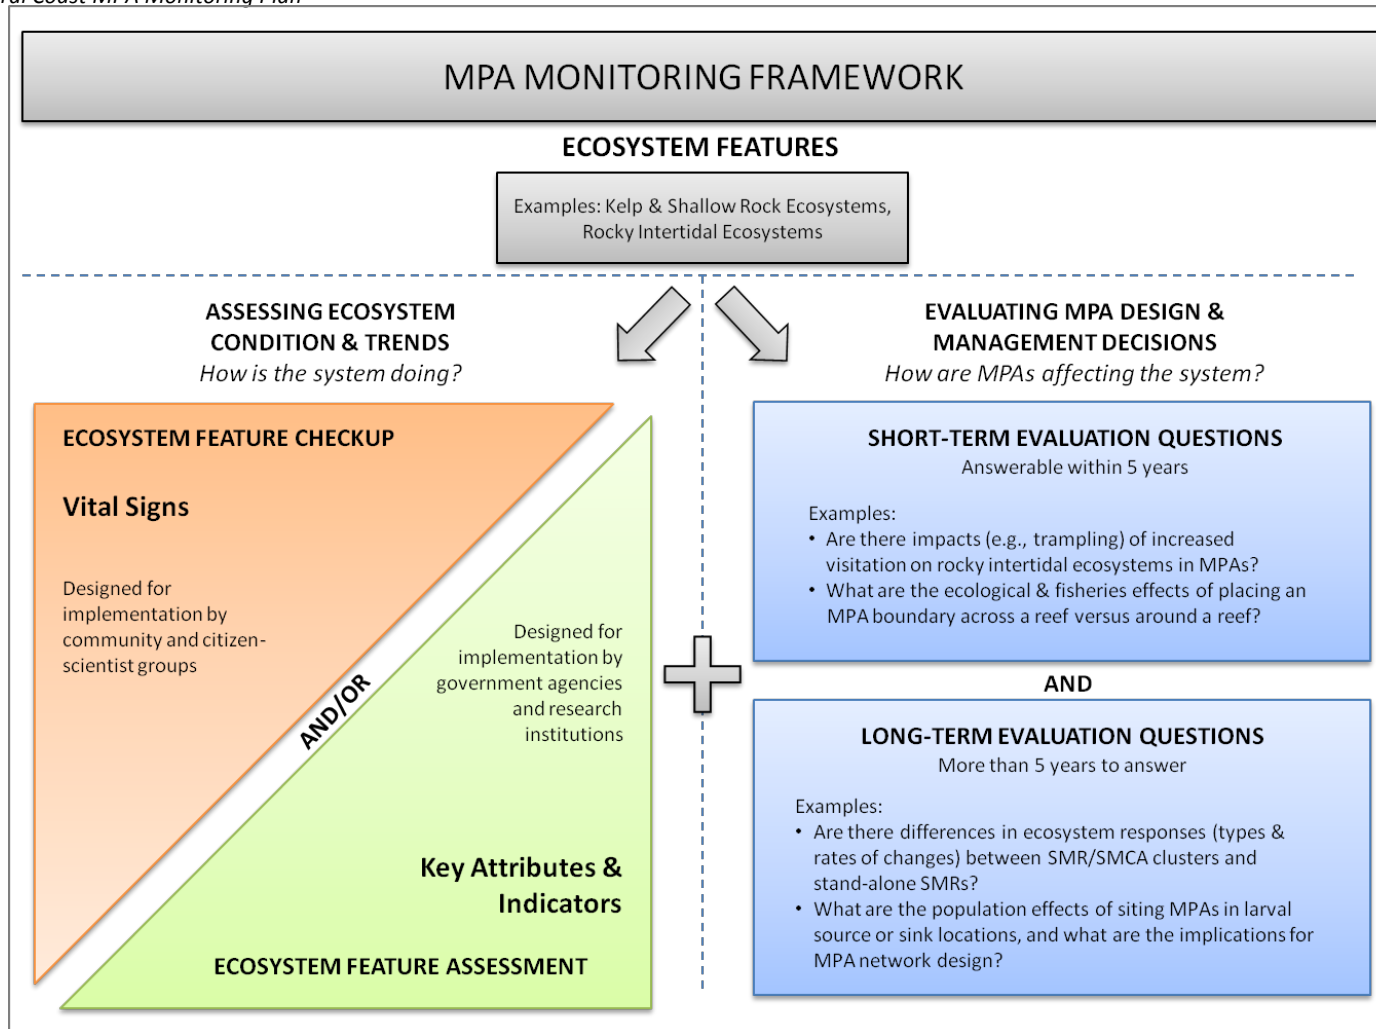 Coast MPA Monitoring Plan
MPA MONITORING FRAMEWORK
ECOSYSTEM FEATURES
Examples: Kelp & Shallow Rock Ecosystems,
Rocky Intertidal Ecosystems
ASSESSING ECOSYSTEM
CONDITION & TRENDS
How is the system doing?
ECOSYSTEM FEATURE CHECKUP
Vital Signs
Designed for
implementation by
community and citizen-
scientist groups
AND/OR
Designed for
implementation by
government agencies
and research
institutions
Key Attributes &
Indicators
ECOSYSTEM FEATURE ASSESSMENT
EVALUATING MPA DESIGN &
MANAGEMENT DECISIONS
How are MPAs affecting the system?
SHORT-TERM EVALUATION QUESTIONS
Answerable within 5 years
Examples:
• Are there impacts (e.g., trampling) of increased
visitation on rocky intertidal ecosystems in MPAs?
• What are the ecological & fisheries effects of placing an
MPA boundary across a reef versus around a reef?
AND
LONG-TERM EVALUATION QUESTIONS
More than 5 years to answer
Examples:
• Are there differences in ecosystem responses (types &
rates of changes) between SMR/SMCA clusters and
stand-alone SMRs?
• What are the population effects of siting MPAs in larval
source or sink locations, and what are the implications for
MPA network design?